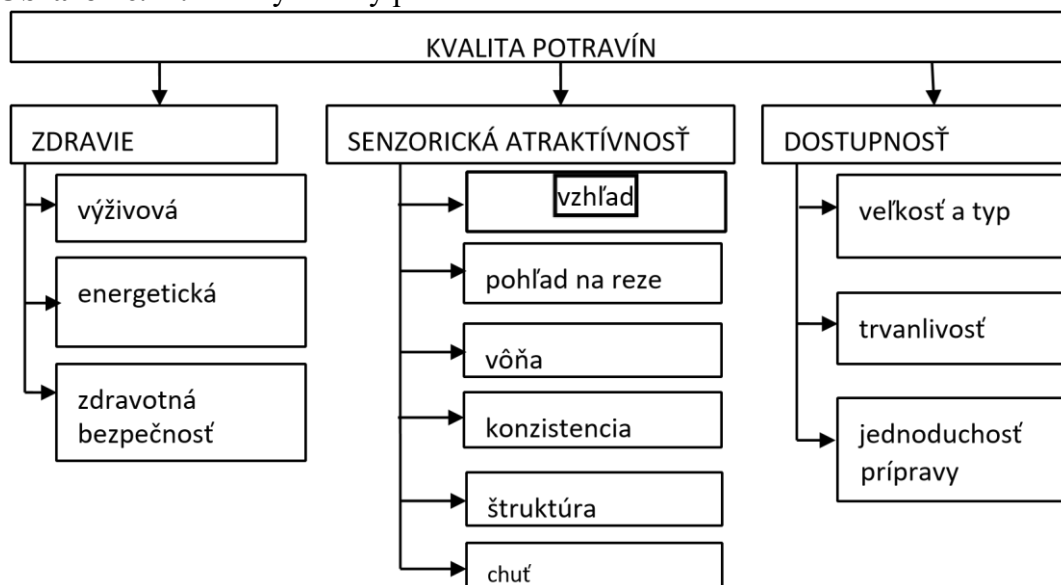 KVALITA POTRAVÍN
ZDRAVIE
výživová
energetická
zdravotná
bezpečnosť
SENZORICKÁ ATRAKTÍVNOSŤ
vzhľad
pohľad na reze
vôňa
konzistencia
štruktúra
chuť
DOSTUPNOSŤ
veľkosť a typ
trvanlivosť
jednoduchosť
prípravy